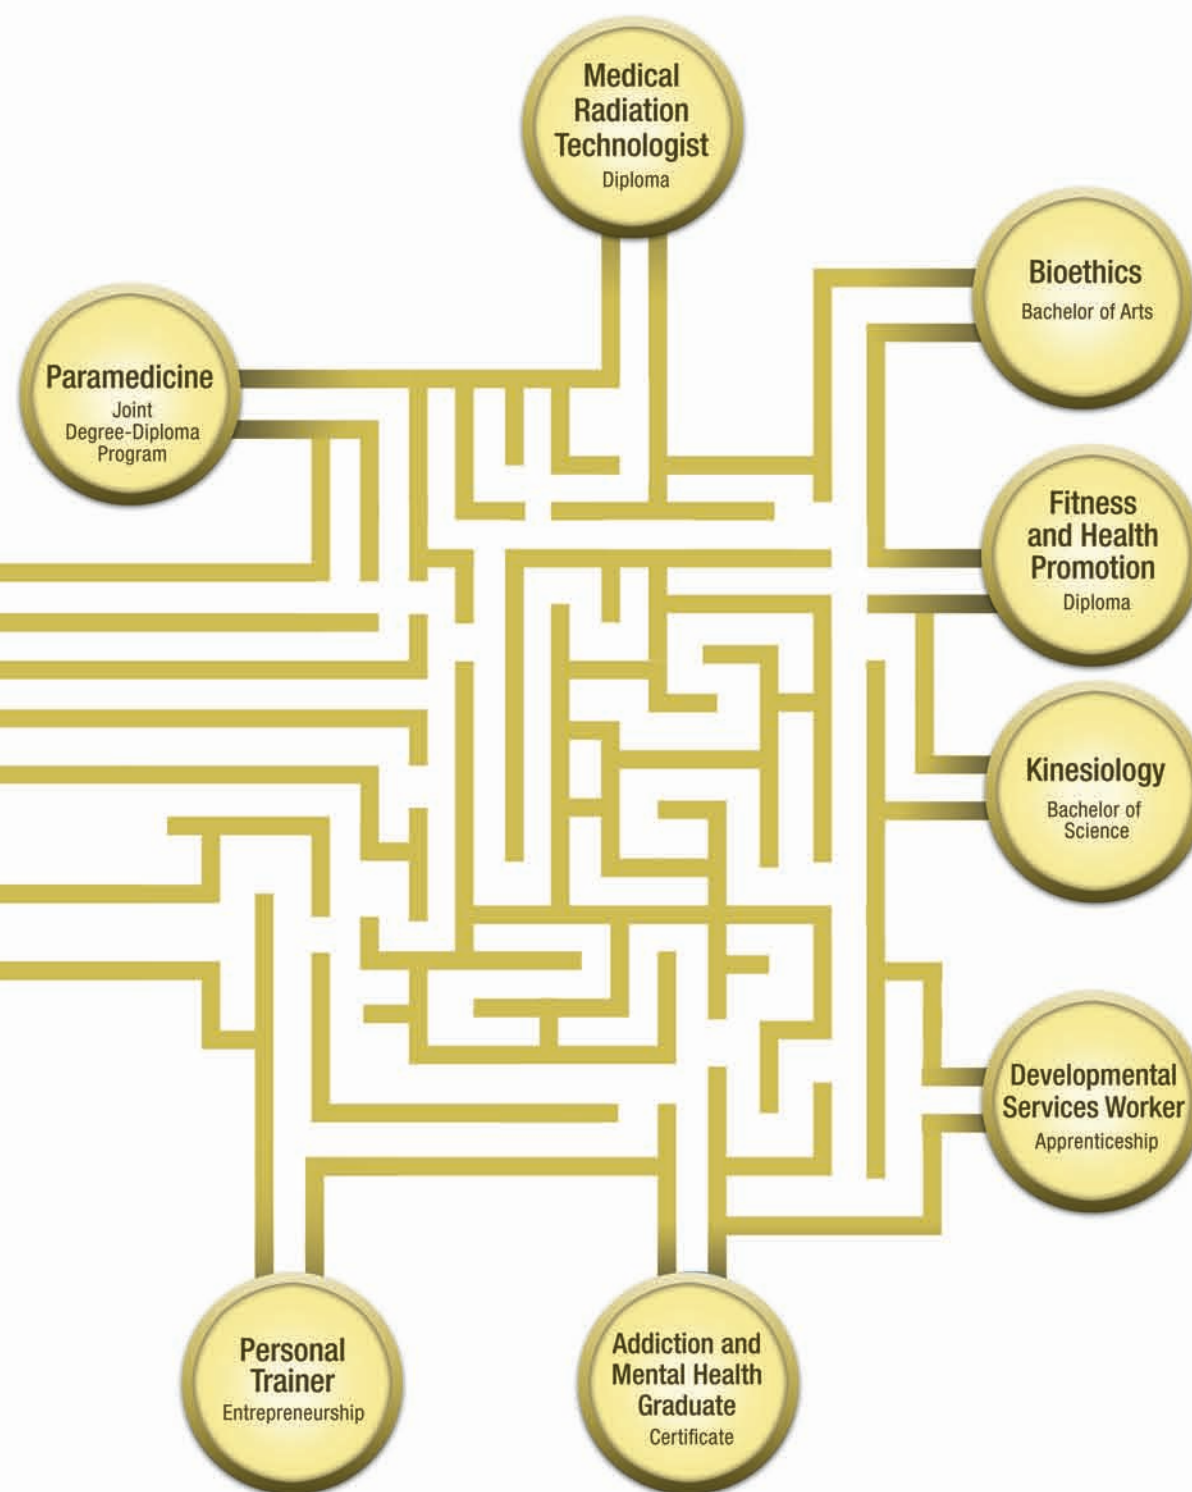 Medical
Radiation
Technologist
Diploma
Bioethics
Bachelor of Arts
Paramedicine
Joint
Degree-Diploma
Program
Fitness
and Health
Promotion
Diploma
Kinesiology
Bachelor of
Science
Developmental
Services Worker
Apprenticeship
Personal
Trainer
Entrepreneurship
Addiction and
Mental Health
Graduate
Certificate